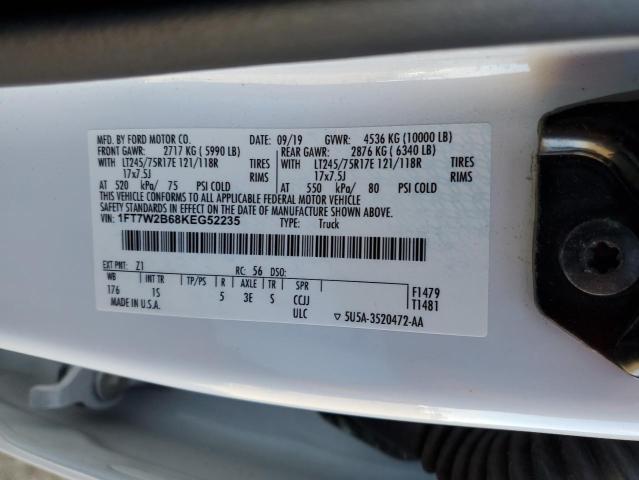 MFD. BY FORD MOTOR CO. DATE: 09/19 GVWR: 4536 KG (10000 LB)
FRONT GAWR: 2717 KG ( 5990 LB) REAR GAWR: 2876 KG ( 6340 LB)
WITH LT245/75R17E 121/118R TIRES WITH LT245/75R17E 121/118R TIRES
17x7.5J RIMS 17x7.5J RIMS
AT 520 kPa/ 75 PSI COLD AT 550 kPa/ 80 PSI COLD
THIS VEHICLE CONFORMS TO ALL APPLICABLE FEDERAL MOTOR VEHICLE
SAFETY STANDARDS IN EFFECT ON THE DATE OF MANUFACTURE SHOWN ABOVE.
VIN: 1FT7W2B68KEG52235 TYPE: Truck
EXT PNT: Z1 RC: 56 DSO:
WB INT TR TP/PS R AXLE TR SPR F1479
176 IS 5 3E S CCJJ T1481
MADE IN U.S.A. ULC ▽ 5U5A-3520472-AA